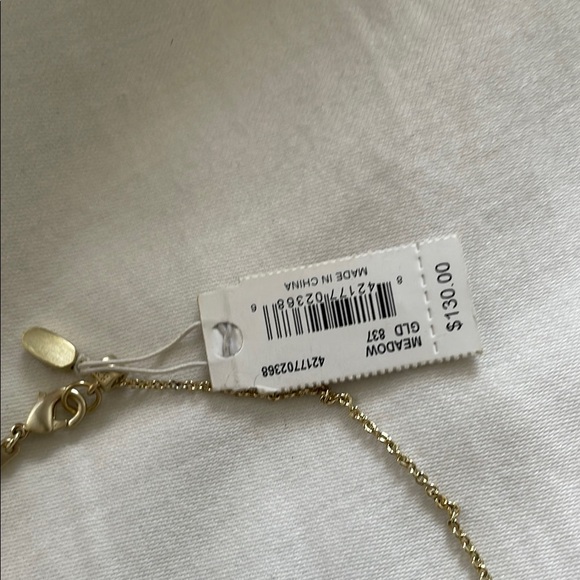 4217702368
MEADOW
GLD 837
8 42177 02368 6
MADE IN CHINA
$130.00